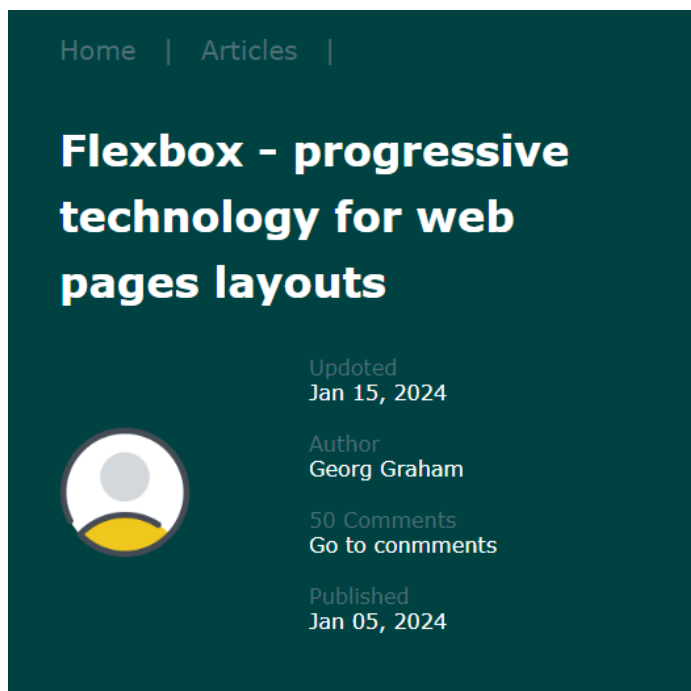 Home | Articles |
Flexbox - progressive
technology for web
pages layouts
Updoted
Jan 15, 2024
Author
Georg Graham
50 Comments
Go to conmments
Published
Jan 05, 2024